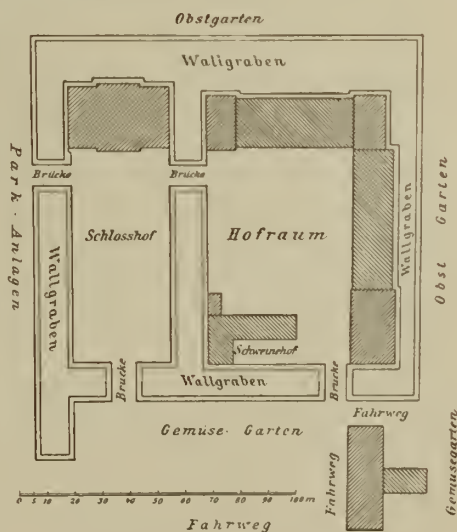 Obstgarten
Wallgraben
Park-Anlagen
Brücke
Brücke
Wallgraben
Schlosshof
Hofraum
Wallgraben
Obst Garten
Schweinehof
Brücke
Wallgraben
Brücke
Fahrweg
Gemüse-Garten
Fahrweg
Gemüsegarten
0 5 10 20 30 40 50 60 70 80 90 100 m
Fahrweg